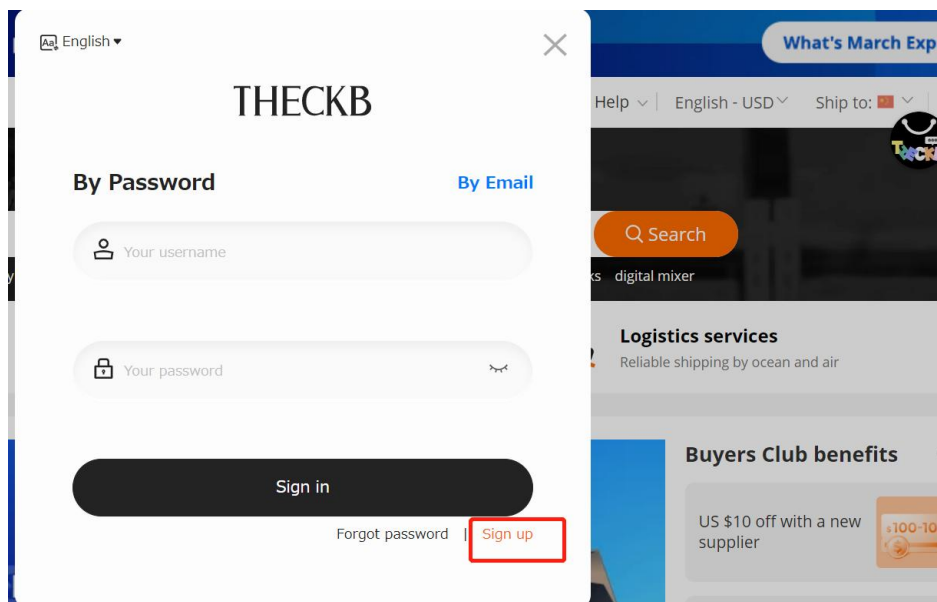 English
What's March Exp
THECKB
Help
English - USD
Ship to:
By Password
By Email
Your username
Search
digital mixer
Logistics services
Reliable shipping by ocean and air
Your password
Buyers Club benefits
Sign in
US $10 off with a new
supplier
Forgot password | Sign up